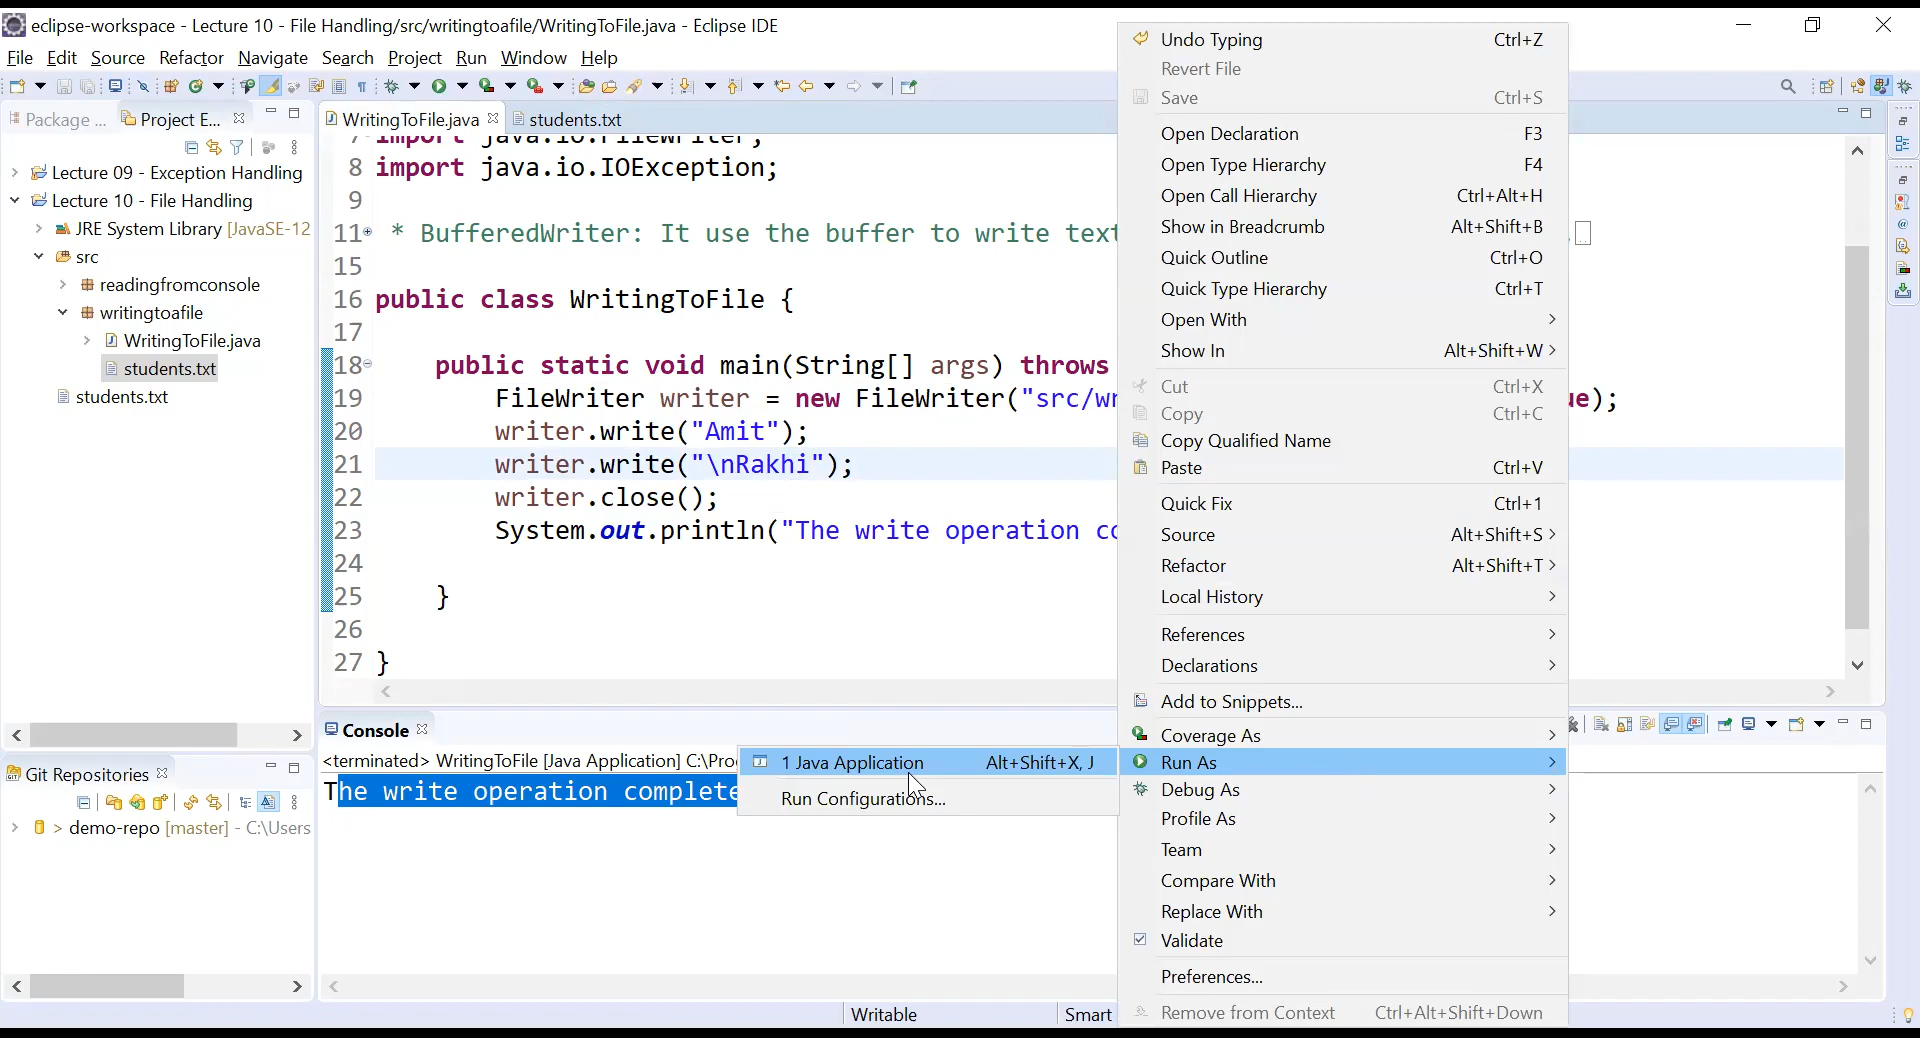 eclipse-workspace - Lecture 10 - File Handling/src/writingtoafile/WritingToFile.java - Eclipse IDE
File Edit Source Refactor Navigate Search Project Run Window Help
Package ...
Project E...
Lecture 09 - Exception Handling
Lecture 10 - File Handling
JRE System Library [JavaSE-12
src
readingfromconsole
writingtoafile
WritingToFile.java
students.txt
students.txt
WritingToFile.java
students.txt
7 import java.io.FileWriter;
8 import java.io.IOException;
9
11 * BufferedWriter: It use the buffer to write text
15
16 public class WritingToFile {
17
18 public static void main(String[] args) throws
19 FileWriter writer = new FileWriter("src/wr ue);
20 writer.write("Amit");
21 writer.write("\nRakhi");
22 writer.close();
23 System.out.println("The write operation co
24
25 }
26
27 }
Undo Typing Ctrl+Z
Revert File
Save Ctrl+S
Open Declaration F3
Open Type Hierarchy F4
Open Call Hierarchy Ctrl+Alt+H
Show in Breadcrumb Alt+Shift+B
Quick Outline Ctrl+O
Quick Type Hierarchy Ctrl+T
Open With
Show In Alt+Shift+W
Cut Ctrl+X
Copy Ctrl+C
Copy Qualified Name
Paste Ctrl+V
Quick Fix Ctrl+1
Source Alt+Shift+S
Refactor Alt+Shift+T
Local History
References
Declarations
Add to Snippets...
Coverage As
Run As
Debug As
Profile As
Team
Compare With
Replace With
Validate
Preferences...
Remove from Context Ctrl+Alt+Shift+Down
1 Java Application Alt+Shift+X, J
Run Configurations...
Console
<terminated> WritingToFile [Java Application] C:\Pro
The write operation complete
Git Repositories
> demo-repo [master] - C:\Users
Writable
Smart